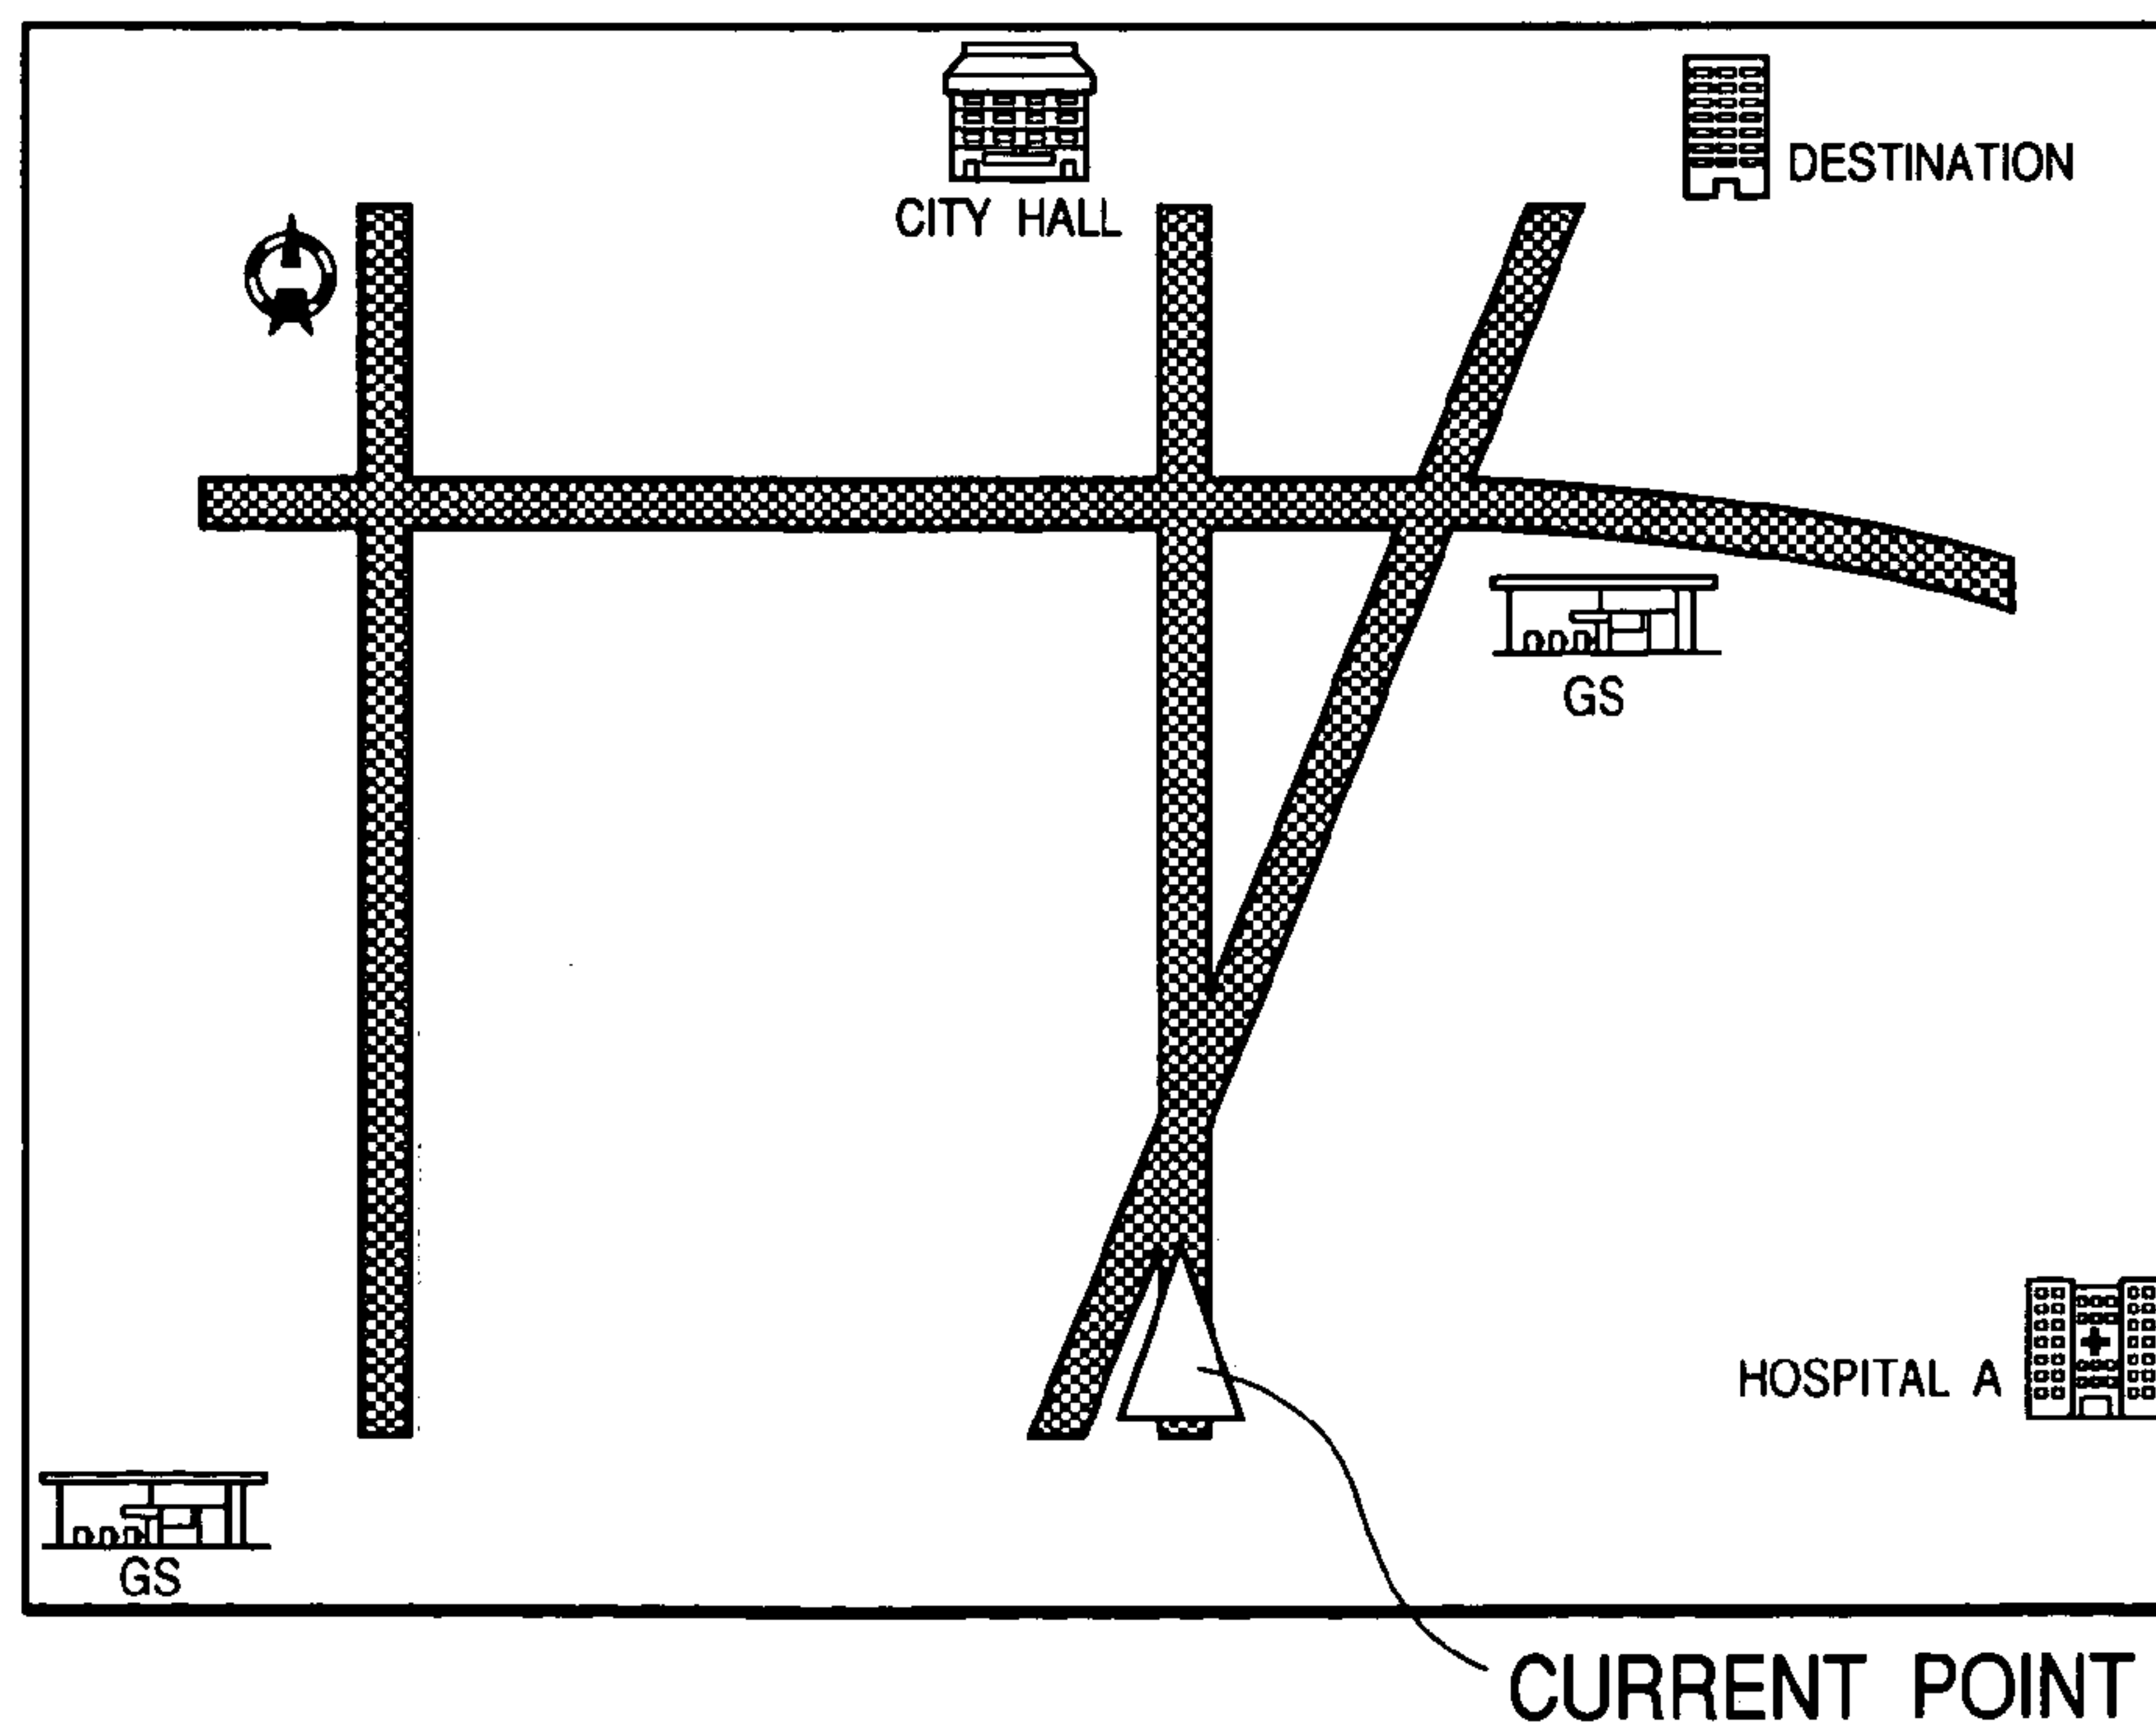 DESTINATION
CITY HALL
GS
HOSPITAL A
GS
CURRENT POINT